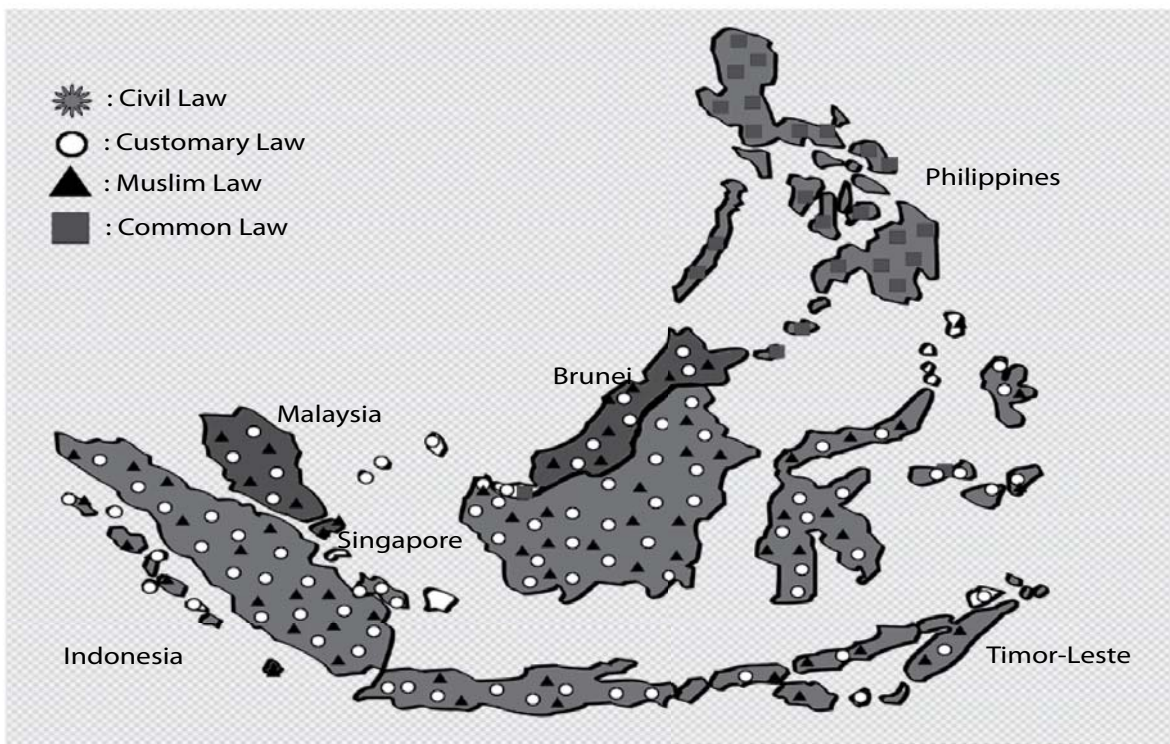 : Civil Law
: Customary Law
: Muslim Law
: Common Law
Philippines
Brunei
Malaysia
Singapore
Indonesia
Timor-Leste